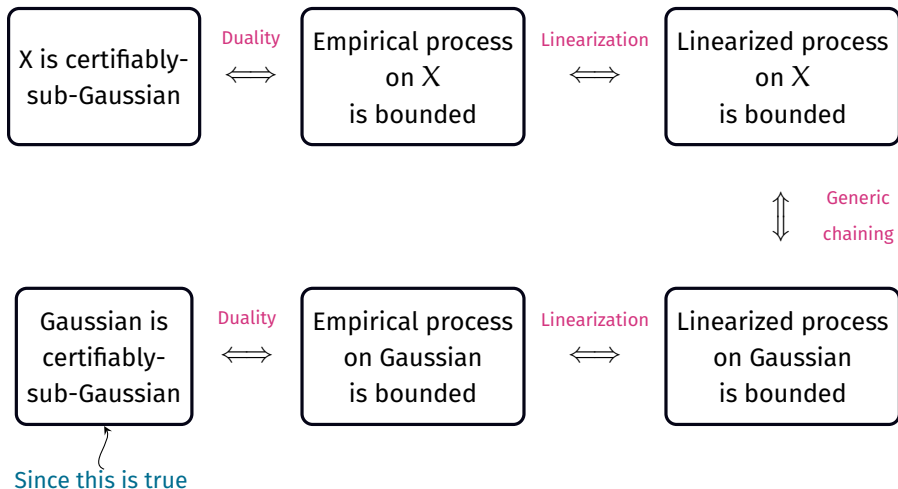 X is certifiably-
sub-Gaussian
Duality
⟺
Empirical process
on X
is bounded
Linearization
⟺
Linearized process
on X
is bounded
⇕
Generic
chaining
Gaussian is
certifiably-
sub-Gaussian
Duality
⟺
Empirical process
on Gaussian
is bounded
Linearization
⟺
Linearized process
on Gaussian
is bounded
Since this is true